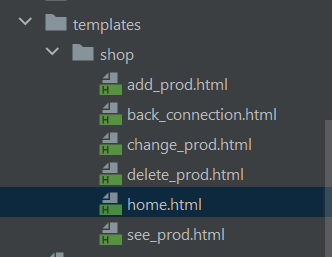 templates
shop
add_prod.html
back_connection.html
change_prod.html
delete_prod.html
home.html
see_prod.html